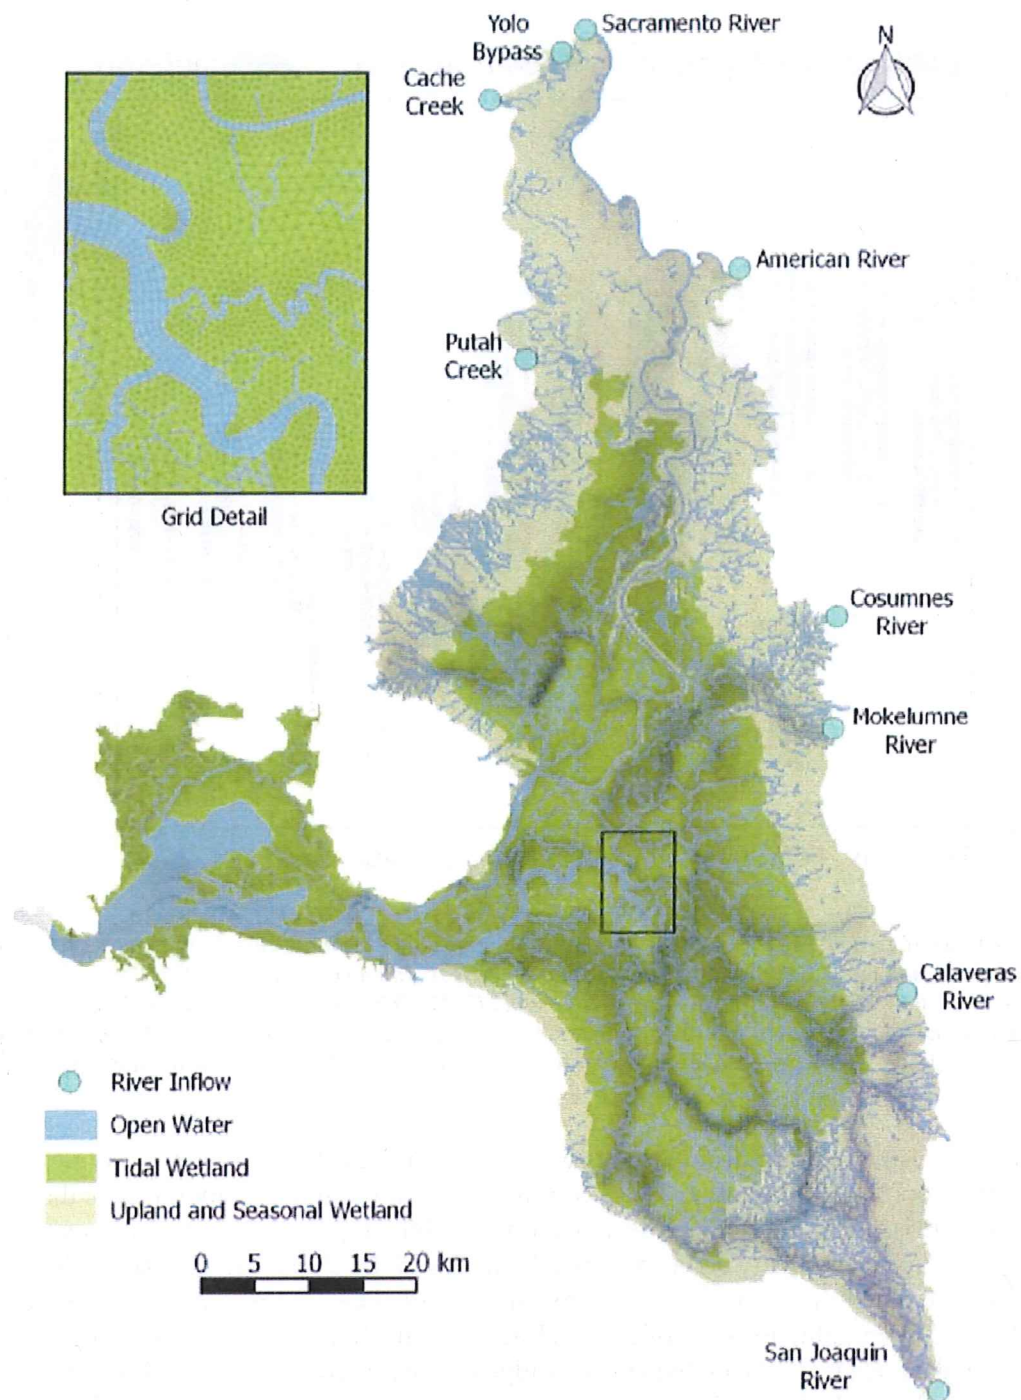 Yolo
Bypass
Sacramento River
N
Cache
Creek
American River
Putah
Creek
Grid Detail
Cosumnes
River
Mokelumne
River
Calaveras
River
River Inflow
Open Water
Tidal Wetland
Upland and Seasonal Wetland
0 5 10 15 20 km
San Joaquin
River